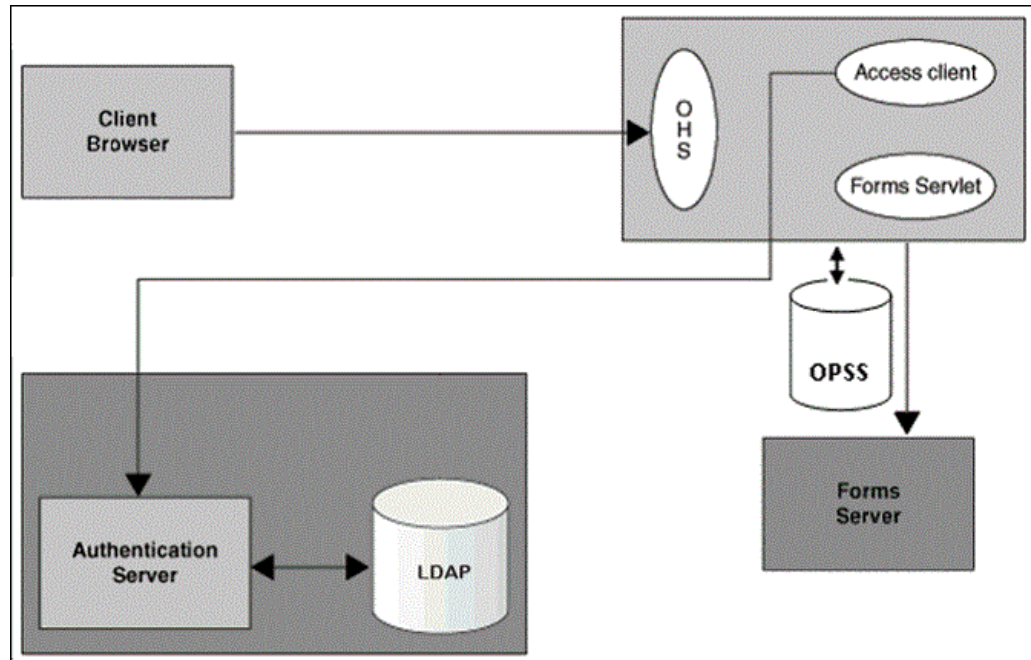 Client
Browser
O
H
S
Access client
Forms Servlet
OPSS
Forms
Server
Authentication
Server
LDAP